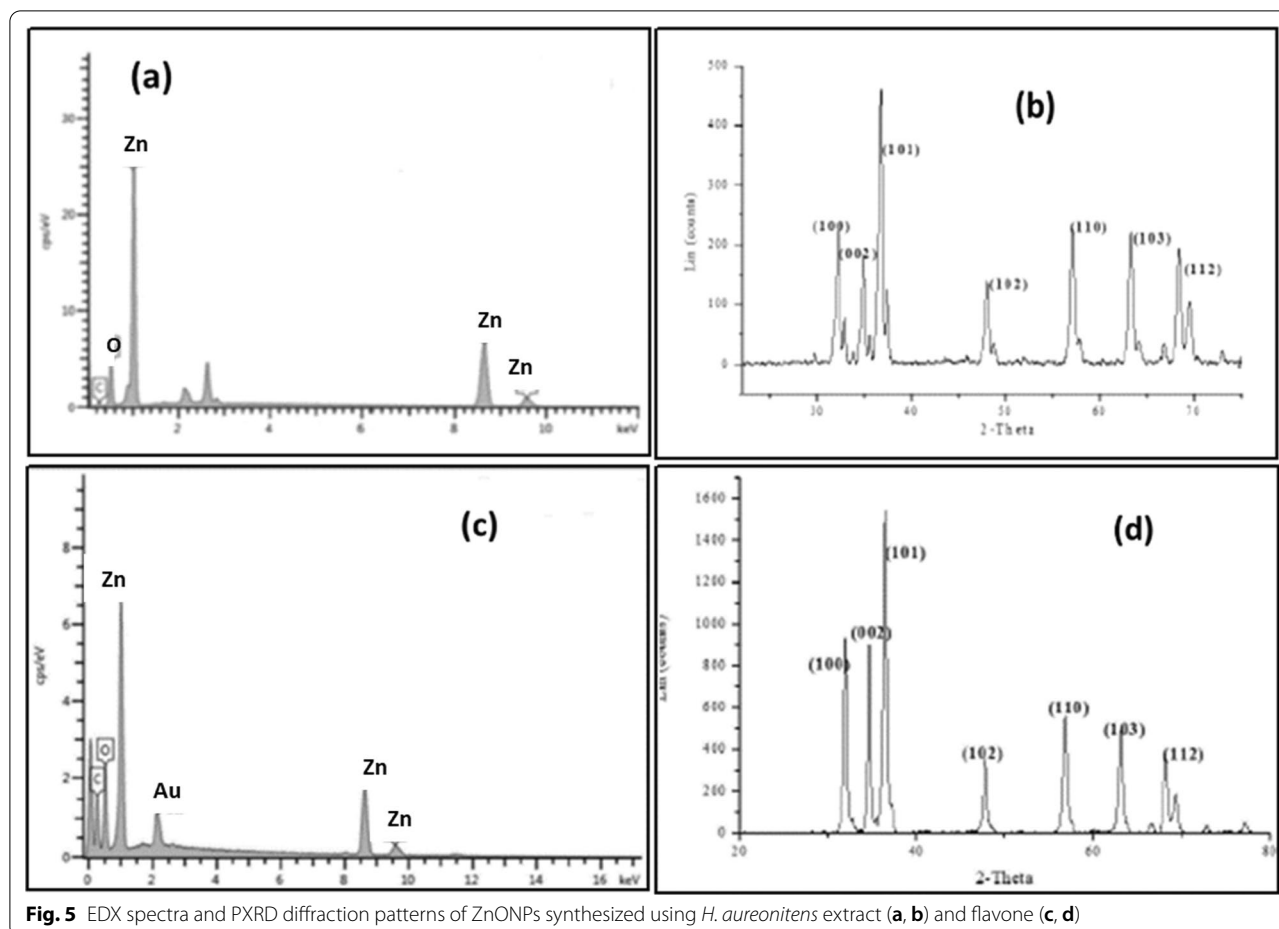 (a)
Zn
30
20
10
0
cps/eV
O
C
Zn
Zn
2
4
6
8
10
keV
(b)
500
400
300
200
100
0
Lin (counts)
(100)
(002)
(101)
(102)
(110)
(103)
(112)
30
40
50
60
70
2-Theta
(c)
8
6
4
2
0
cps/eV
Zn
C
O
Au
Zn
Zn
0
2
4
6
8
10
12
14
16
keV
(d)
1600
1400
1200
1000
800
600
400
200
0
(100)
(002)
(101)
(102)
(110)
(103)
(112)
20
40
60
80
2-Theta
Fig. 5 EDX spectra and PXRD diffraction patterns of ZnONPs synthesized using H. aureonitens extract (a, b) and flavone (c, d)